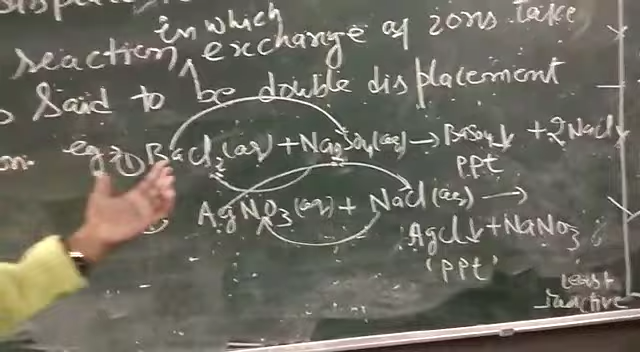 in which
reaction, exchange of ions take
Said to be double displacement
eg:→ ① BaCl2(aq) + Na2SO4(aq) → BaSO4↓ + 2NaCl
ppt
AgNO3(aq) + NaCl(aq) →
AgCl↓ + NaNO3
'ppt'
least